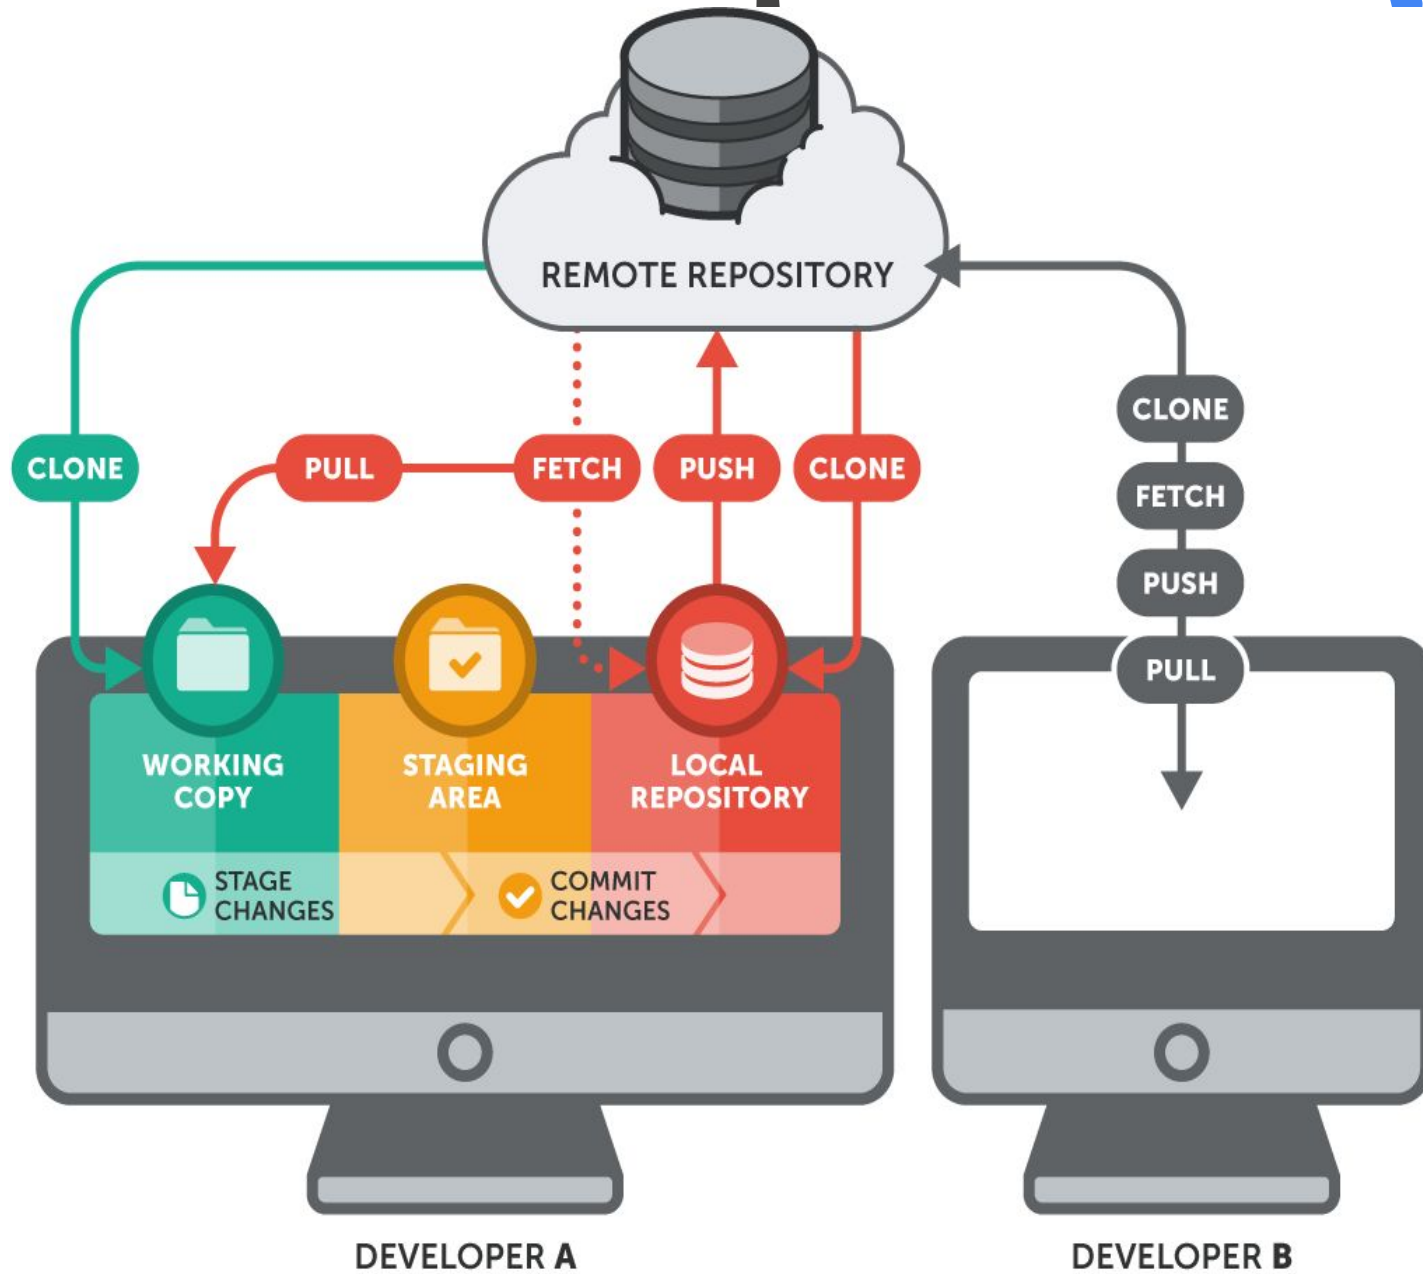 REMOTE REPOSITORY
CLONE
PULL
FETCH
PUSH
CLONE
CLONE
FETCH
PUSH
PULL
WORKING
COPY
STAGING
AREA
LOCAL
REPOSITORY
STAGE
CHANGES
COMMIT
CHANGES
DEVELOPER A
DEVELOPER B